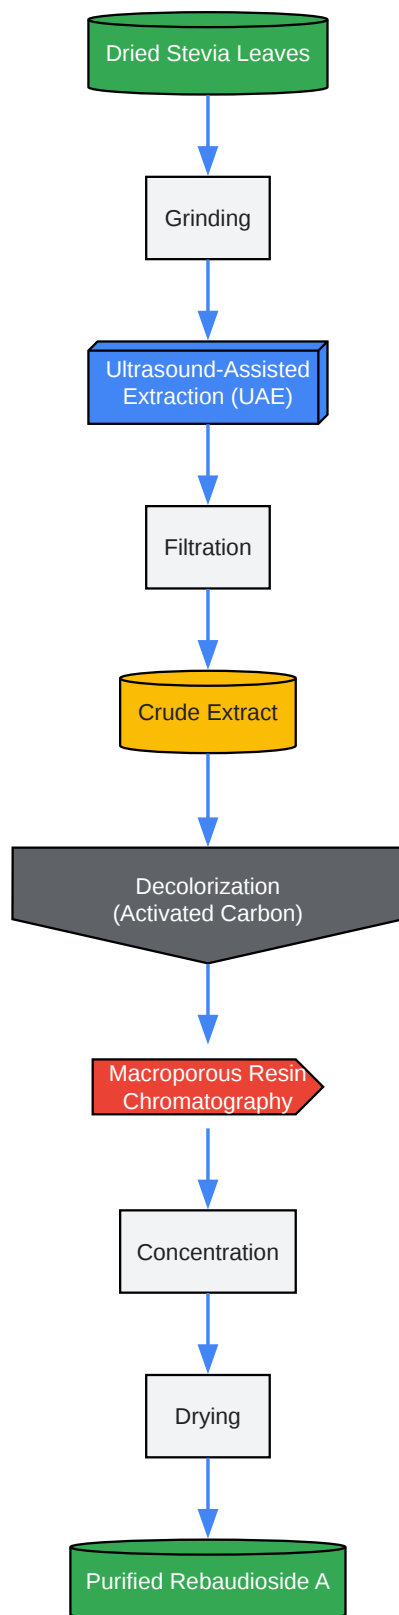 Dried Stevia Leaves
Grinding
Ultrasound-Assisted
Extraction (UAE)
Filtration
Crude Extract
Decolorization
(Activated Carbon)
Macroporous Resin
Chromatography
Concentration
Drying
Purified Rebaudioside A